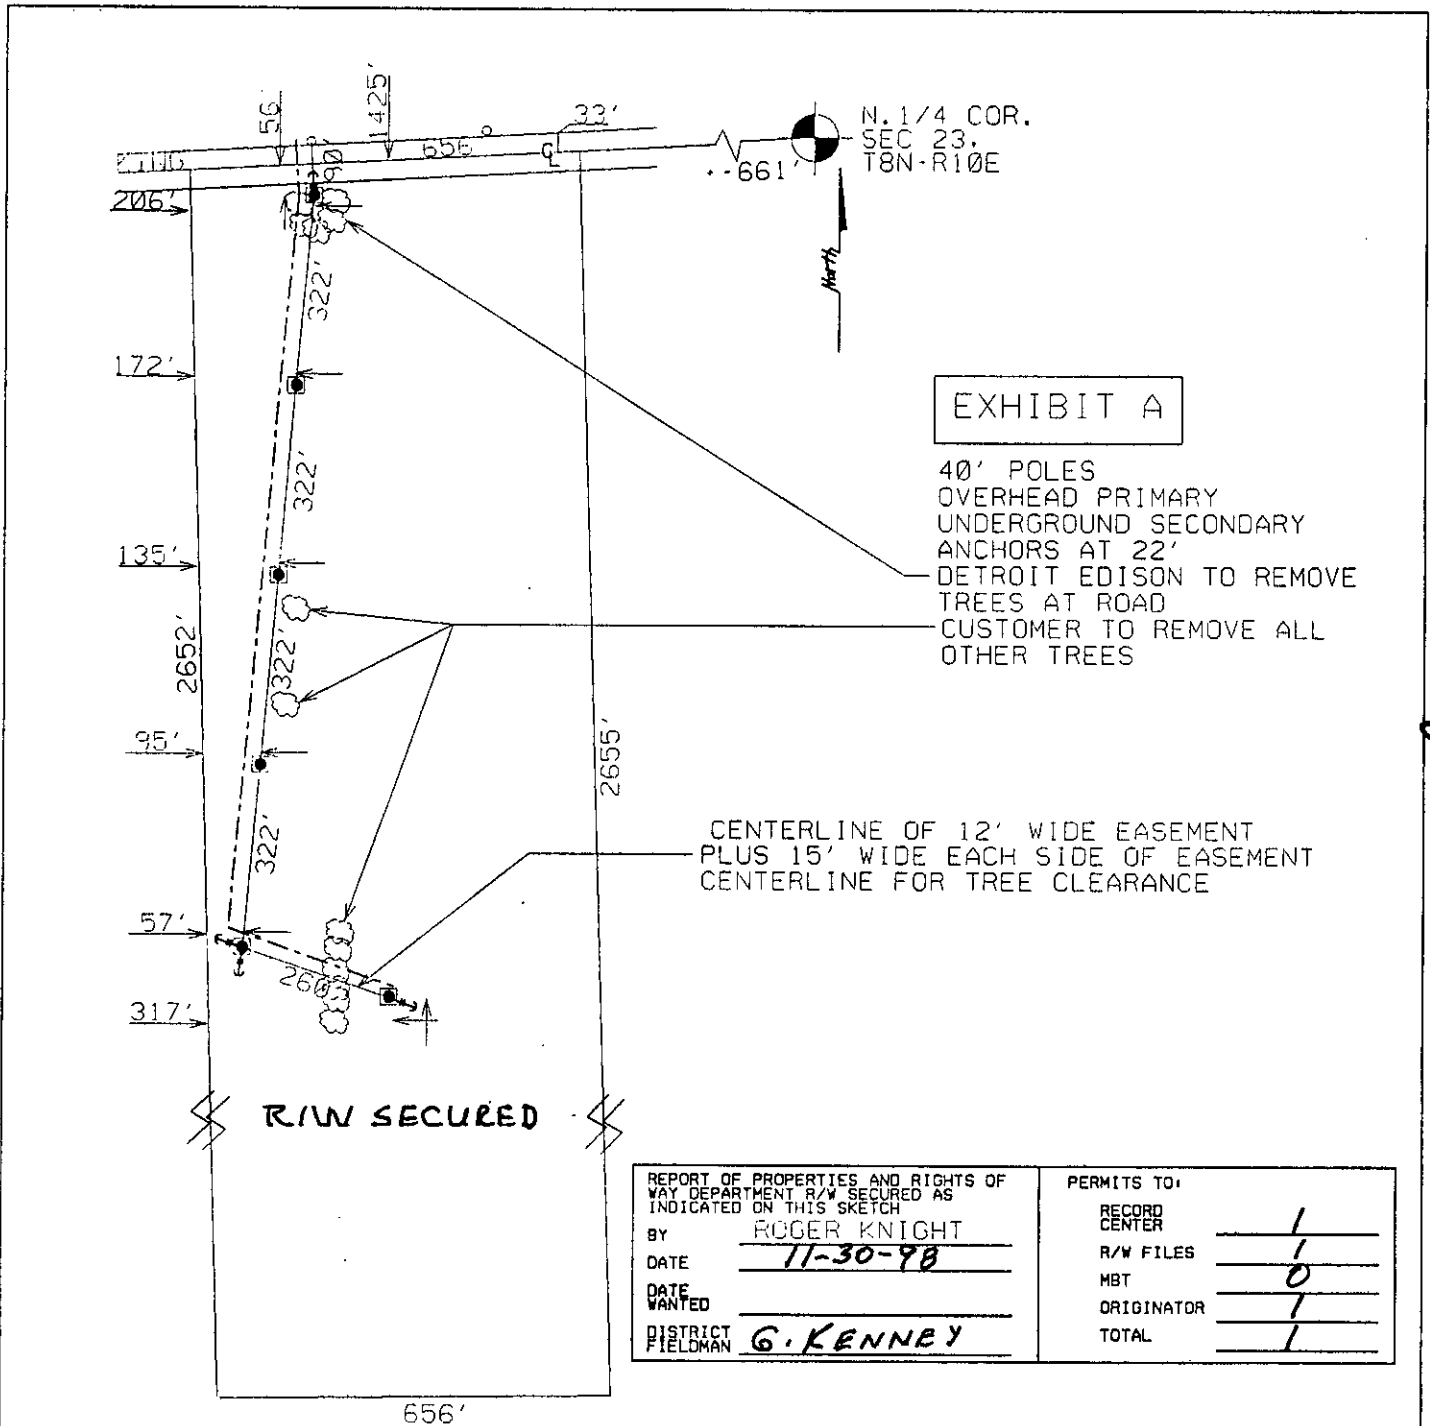 56'
1425'
33'
N. 1/4 COR.
SEC 23,
T8N-R10E
656
90'
℄
661'
206'
North
322'
172'
EXHIBIT A
40' POLES
OVERHEAD PRIMARY
UNDERGROUND SECONDARY
ANCHORS AT 22'
DETROIT EDISON TO REMOVE
TREES AT ROAD
CUSTOMER TO REMOVE ALL
OTHER TREES
322'
135'
2652'
322'
95'
2655'
322'
CENTERLINE OF 12' WIDE EASEMENT
PLUS 15' WIDE EACH SIDE OF EASEMENT
CENTERLINE FOR TREE CLEARANCE
57'
260
317'
R/W SECURED
REPORT OF PROPERTIES AND RIGHTS OF
WAY DEPARTMENT R/W SECURED AS
INDICATED ON THIS SKETCH
BY ROGER KNIGHT
DATE 11-30-98
DATE
WANTED
DISTRICT
FIELDMAN G. KENNEY
PERMITS TO:
RECORD
CENTER 1
R/W FILES 1
MBT 0
ORIGINATOR 1
TOTAL 1
656'